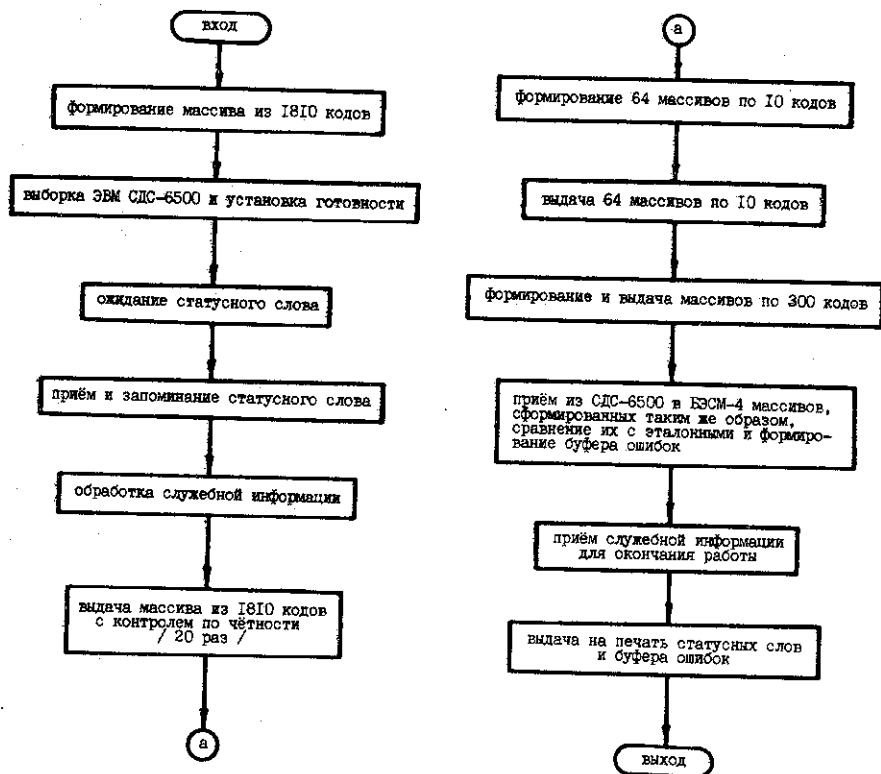 вход
формирование массива из 1810 кодов
выборка ЭВМ СДС-6500 и установка готовности
ожидание статусного слова
приём и запоминание статусного слова
обработка служебной информации
выдача массива из 1810 кодов
с контролем по чётности
/ 20 раз /
а
а
формирование 64 массивов по 10 кодов
выдача 64 массивов по 10 кодов
формирование и выдача массивов по 300 кодов
приём из СДС-6500 в БЭСМ-4 массивов,
сформированных таким же образом,
сравнение их с эталонными и формиро-
вание буфера ошибок
приём служебной информации
для окончания работы
выдача на печать статусных слов
и буфера ошибок
выход